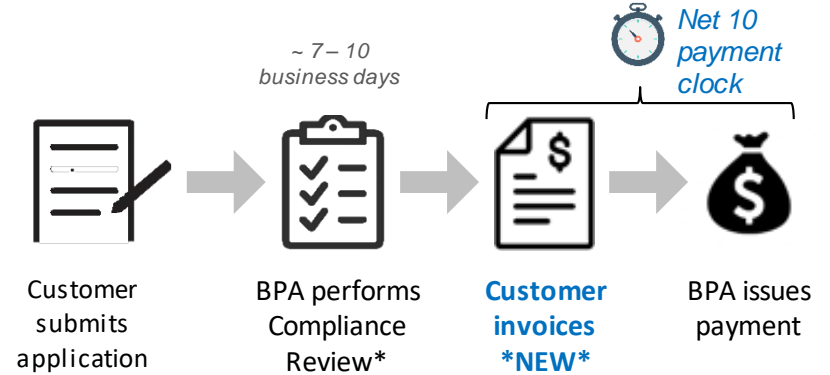 Net 10
payment
clock
~ 7 – 10
business days
$
$
Customer
submits
application
BPA performs
Compliance
Review*
Customer
invoices
*NEW*
BPA issues
payment